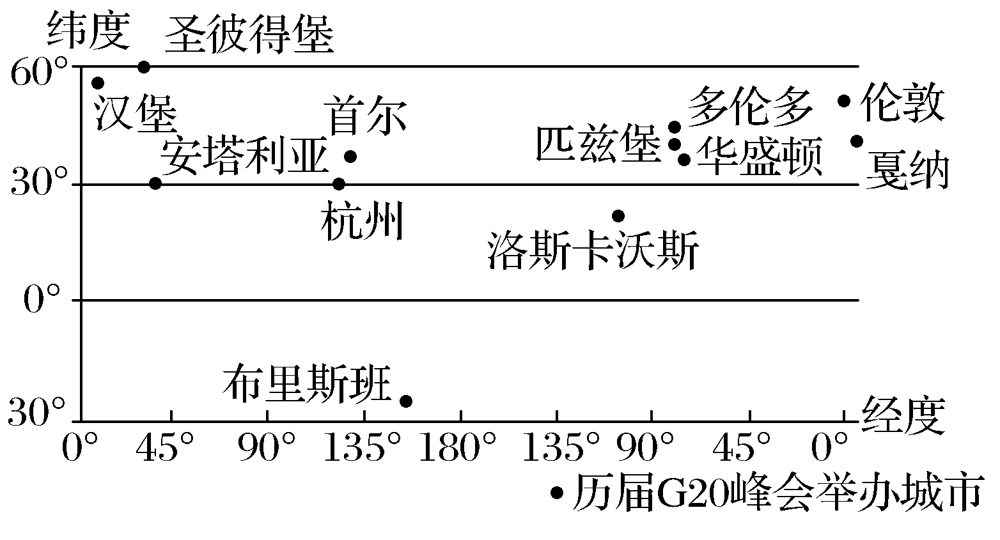 纬度
圣彼得堡
60°
汉堡
首尔
多伦多
伦敦
安塔利亚
匹兹堡
华盛顿
戛纳
30°
杭州
洛斯卡沃斯
0°
布里斯班
30°
经度
0° 45° 90° 135° 180° 135° 90° 45° 0°
历届G20峰会举办城市